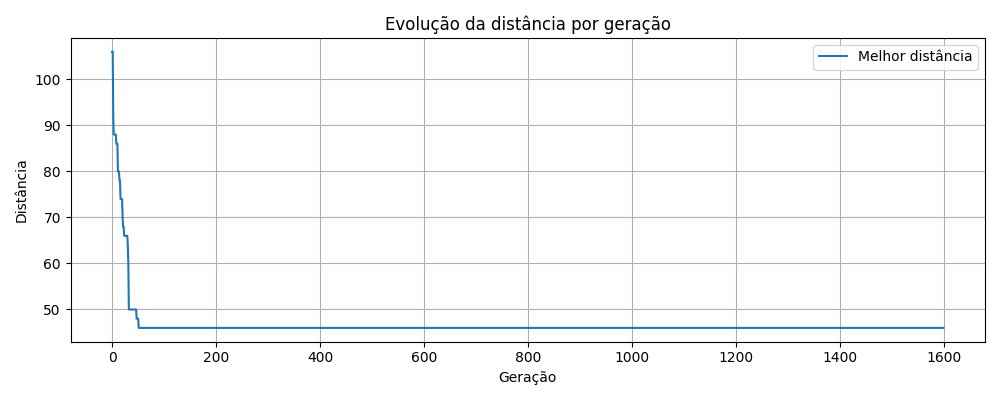 Evolução da distância por geração
Melhor distância
Distância
100
90
80
70
60
50
0 200 400 600 800 1000 1200 1400 1600
Geração